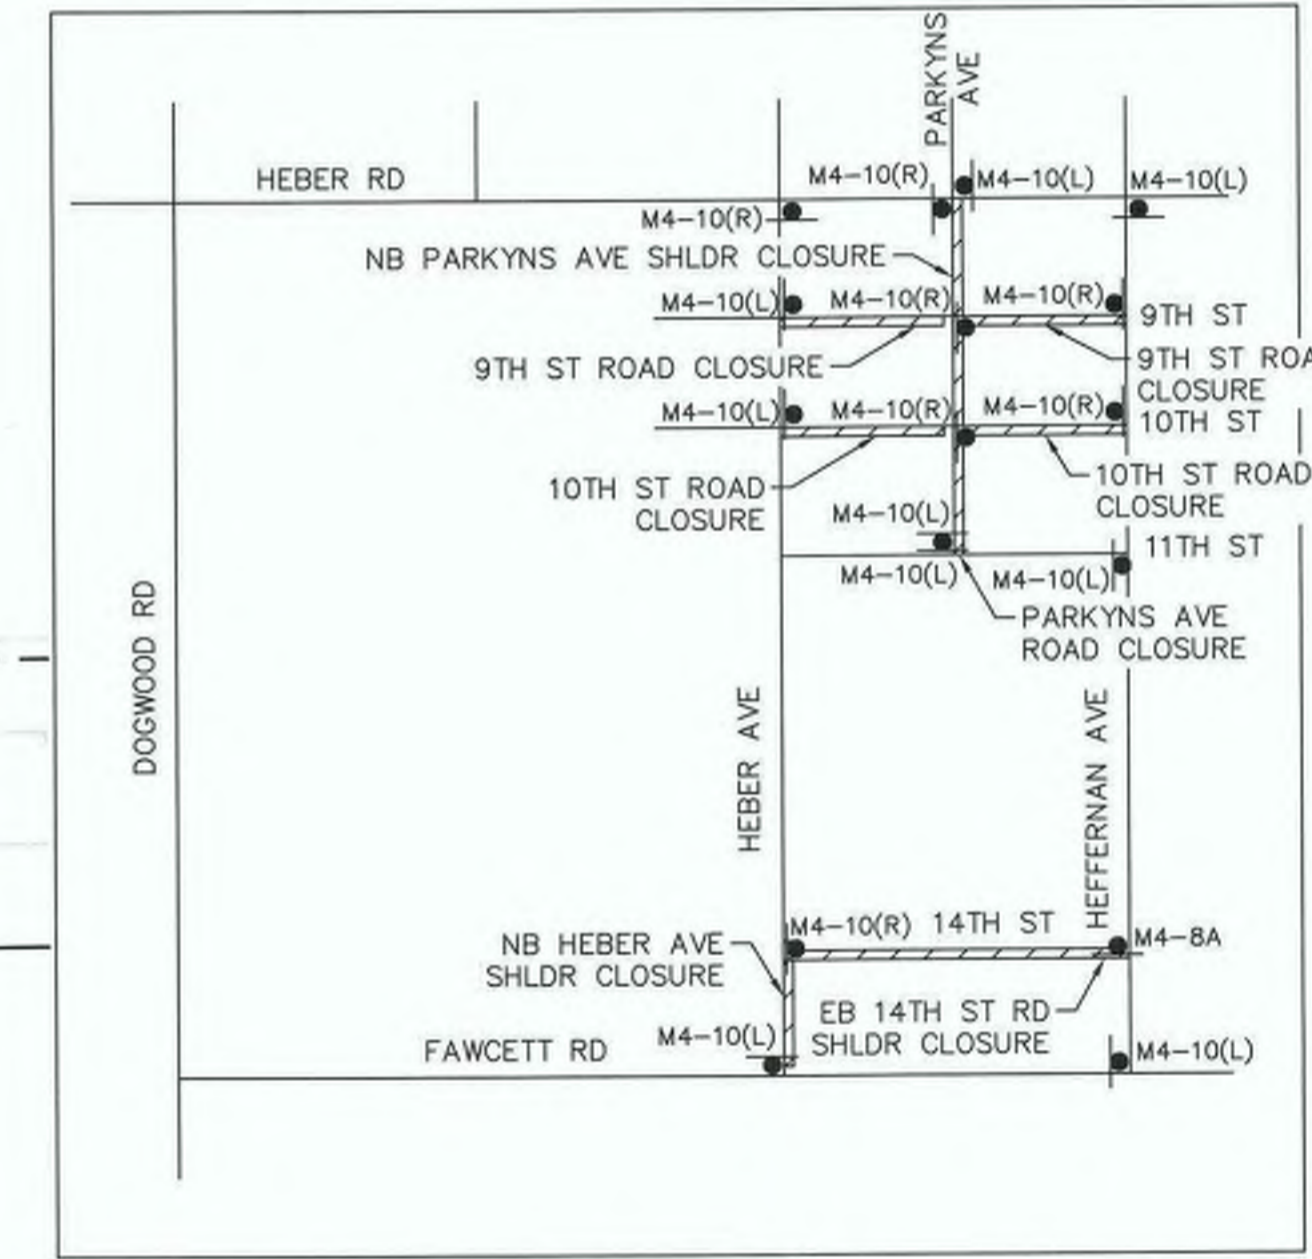 PARKYNS
AVE
HEBER RD
M4-10(R)
M4-10(L)
M4-10(L)
M4-10(R)
NB PARKYNS AVE SHLDR CLOSURE
M4-10(L)
M4-10(R)
M4-10(R)
9TH ST
9TH ST ROAD CLOSURE
9TH ST ROA
CLOSURE
M4-10(L)
M4-10(R)
M4-10(R)
10TH ST
10TH ST ROAD
CLOSURE
10TH ST ROAD
CLOSURE
M4-10(L)
11TH ST
M4-10(L)
M4-10(L)
PARKYNS AVE
ROAD CLOSURE
DOGWOOD RD
HEBER AVE
HEFFERNAN AVE
M4-10(R)
14TH ST
M4-8A
NB HEBER AVE
SHLDR CLOSURE
EB 14TH ST RD
SHLDR CLOSURE
M4-10(L)
FAWCETT RD
M4-10(L)